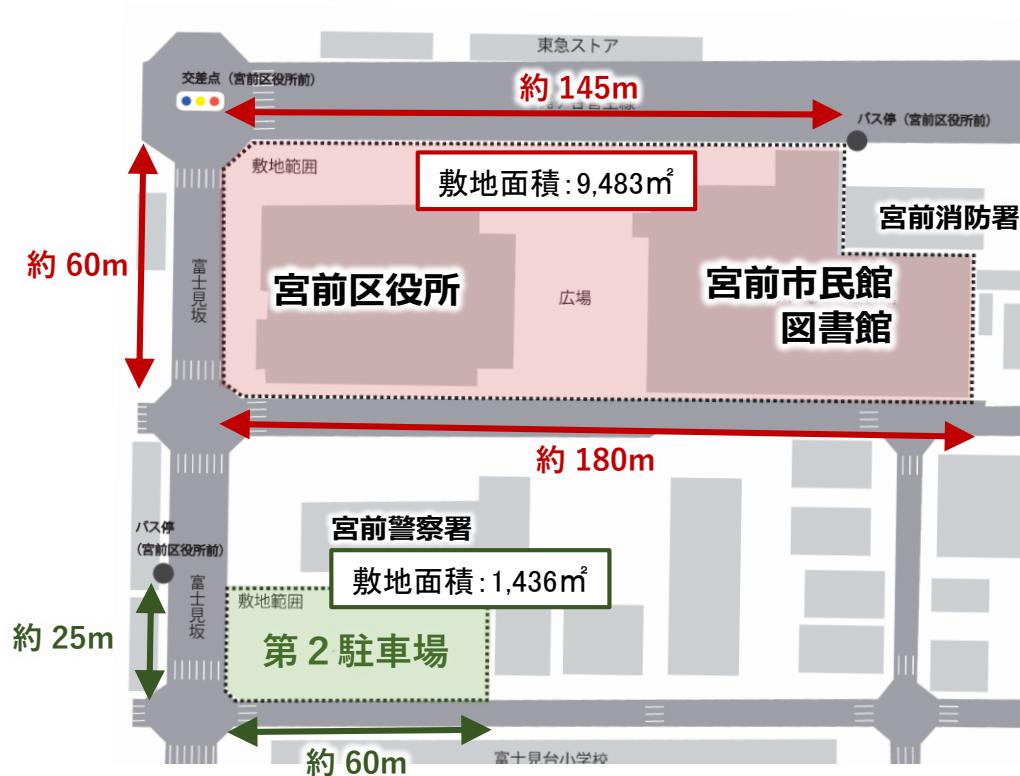 東急ストア
交差点（宮前区役所前）
約 145m
バス停（宮前区役所前）
敷地範囲
敷地面積：9,483㎡
宮前消防署
約 60m
富士見坂
宮前区役所
広場
宮前市民館
図書館
約 180m
バス停
（宮前区役所前）
宮前警察署
敷地面積：1,436㎡
富士見坂
敷地範囲
約 25m
第２駐車場
約 60m
富士見台小学校